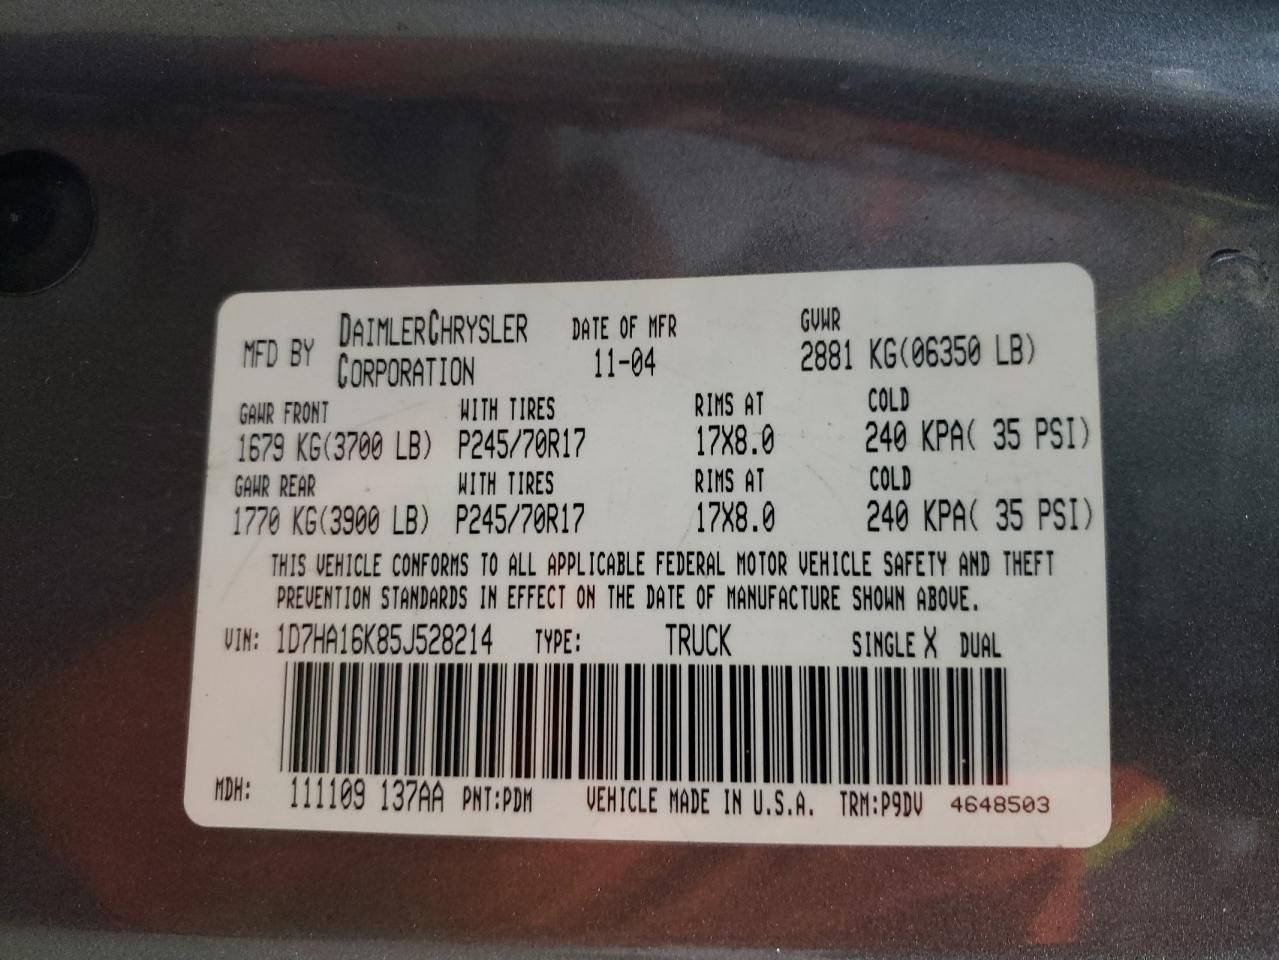 MFD BY DAIMLERCHRYSLER CORPORATION DATE OF MFR 11-04 GVWR 2881 KG(06350 LB)
GAWR FRONT WITH TIRES RIMS AT COLD
1679 KG(3700 LB) P245/70R17 17X8.0 240 KPA( 35 PSI)
GAWR REAR WITH TIRES RIMS AT COLD
1770 KG(3900 LB) P245/70R17 17X8.0 240 KPA( 35 PSI)
THIS VEHICLE CONFORMS TO ALL APPLICABLE FEDERAL MOTOR VEHICLE SAFETY AND THEFT
PREVENTION STANDARDS IN EFFECT ON THE DATE OF MANUFACTURE SHOWN ABOVE.
VIN: 1D7HA16K85J528214 TYPE: TRUCK SINGLE X DUAL
MDH: 111109 137AA PNT:PDM VEHICLE MADE IN U.S.A. TRM:P9DV 4648503